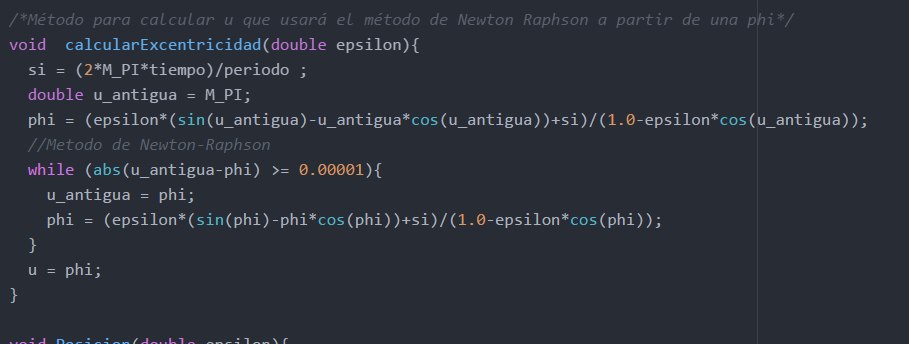 /*Método para calcular u que usará el método de Newton Raphson a partir de una phi*/
void  calcularExcentricidad(double epsilon){
  si = (2*M_PI*tiempo)/periodo ;
  double u_antigua = M_PI;
  phi = (epsilon*(sin(u_antigua)-u_antigua*cos(u_antigua))+si)/(1.0-epsilon*cos(u_antigua));
  //Metodo de Newton-Raphson
  while (abs(u_antigua-phi) >= 0.00001){
    u_antigua = phi;
    phi = (epsilon*(sin(phi)-phi*cos(phi))+si)/(1.0-epsilon*cos(phi));
  }
  u = phi;
}
void Posicion(double epsilon){